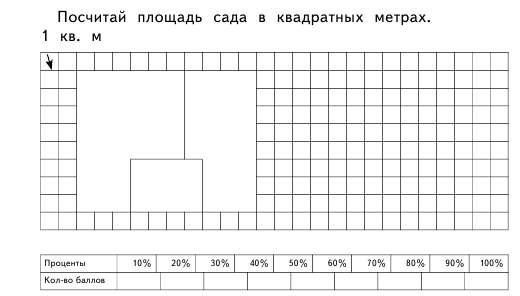 Посчитай площадь сада в квадратных метрах.
1 кв. м
Проценты 10% 20% 30% 40% 50% 60% 70% 80% 90% 100%
Кол-во баллов